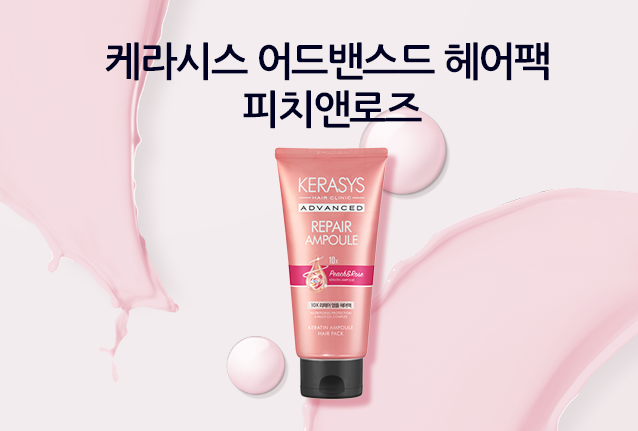 케라시스 어드밴스드 헤어팩
피치앤로즈
KERASYS
HAIR CLINIC
ADVANCED
REPAIR
AMPOULE
10x
Peach&Rose
KERATIN AMPOULE
HAIR PACK